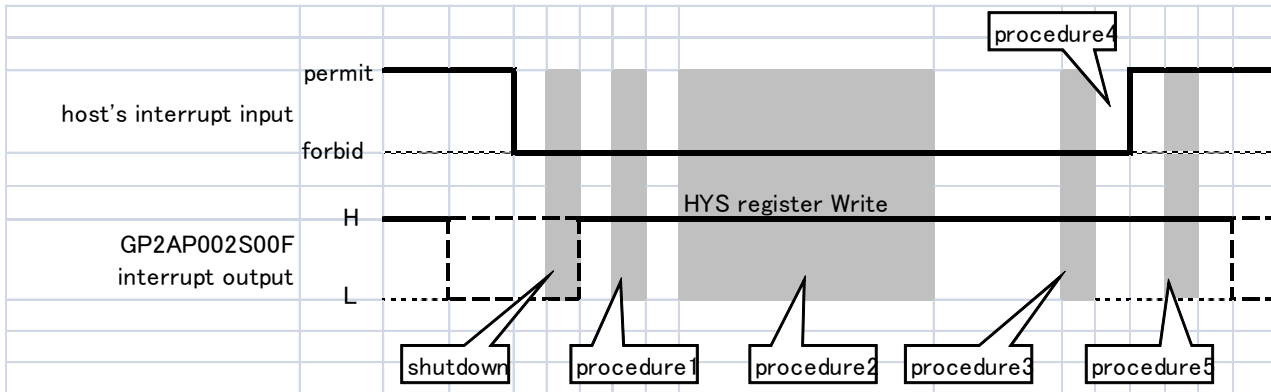 procedure4
permit
host's interrupt input
forbid
HYS register Write
H
GP2AP002S00F
interrupt output
L
shutdown
procedure1
procedure2
procedure3
procedure5